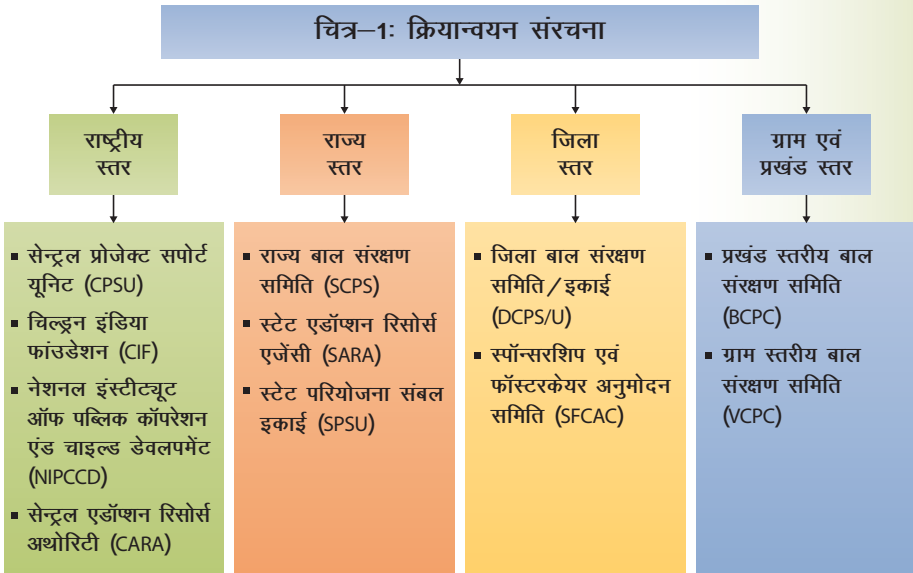 चित्र–1: क्रियान्वयन संरचना
राष्ट्रीय
स्तर
राज्य
स्तर
जिला
स्तर
ग्राम एवं
प्रखंड स्तर
▪ सेन्ट्रल प्रोजेक्ट सपोर्ट
यूनिट (CPSU)
▪ चिल्ड्रन इंडिया
फांउडेशन (CIF)
▪ नेशनल इंस्टीट्यूट
ऑफ पब्लिक कॉपरेशन
एंड चाइल्ड डेवलपमेंट
(NIPCCD)
▪ सेन्ट्रल एडॉप्शन रिसोर्स
अथोरिटी (CARA)
▪ राज्य बाल संरक्षण
समिति (SCPS)
▪ स्टेट एडॉप्शन रिसोर्स
एजेंसी (SARA)
▪ स्टेट परियोजना संबल
इकाई (SPSU)
▪ जिला बाल संरक्षण
समिति/इकाई
(DCPS/U)
▪ स्पॉन्सरशिप एवं
फॉस्टरकेयर अनुमोदन
समिति (SFCAC)
▪ प्रखंड स्तरीय बाल
संरक्षण समिति
(BCPC)
▪ ग्राम स्तरीय बाल
संरक्षण समिति
(VCPC)